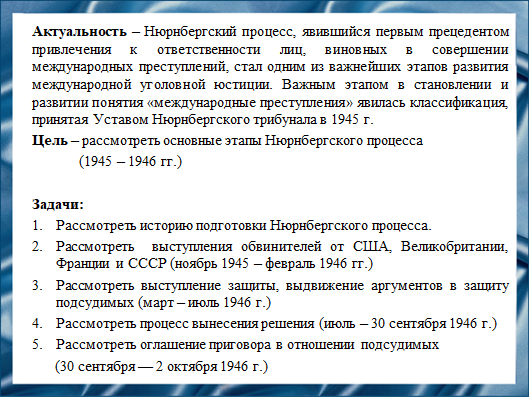 Актуальность – Нюрнбергский процесс, явившийся первым прецедентом
привлечения к ответственности лиц, виновных в совершении
международных преступлений, стал одним из важнейших этапов развития
международной уголовной юстиции. Важным этапом в становлении и
развитии понятия «международные преступления» явилась классификация,
принятая Уставом Нюрнбергского трибунала в 1945 г.
Цель – рассмотреть основные этапы Нюрнбергского процесса
(1945 – 1946 гг.)
Задачи:
1. Рассмотреть историю подготовки Нюрнбергского процесса.
2. Рассмотреть выступления обвинителей от США, Великобритании,
Франции и СССР (ноябрь 1945 – февраль 1946 гг.)
3. Рассмотреть выступление защиты, выдвижение аргументов в защиту
подсудимых (март – июль 1946 г.)
4. Рассмотреть процесс вынесения решения (июль – 30 сентября 1946 г.)
5. Рассмотреть оглашение приговора в отношении подсудимых
(30 сентября — 2 октября 1946 г.)